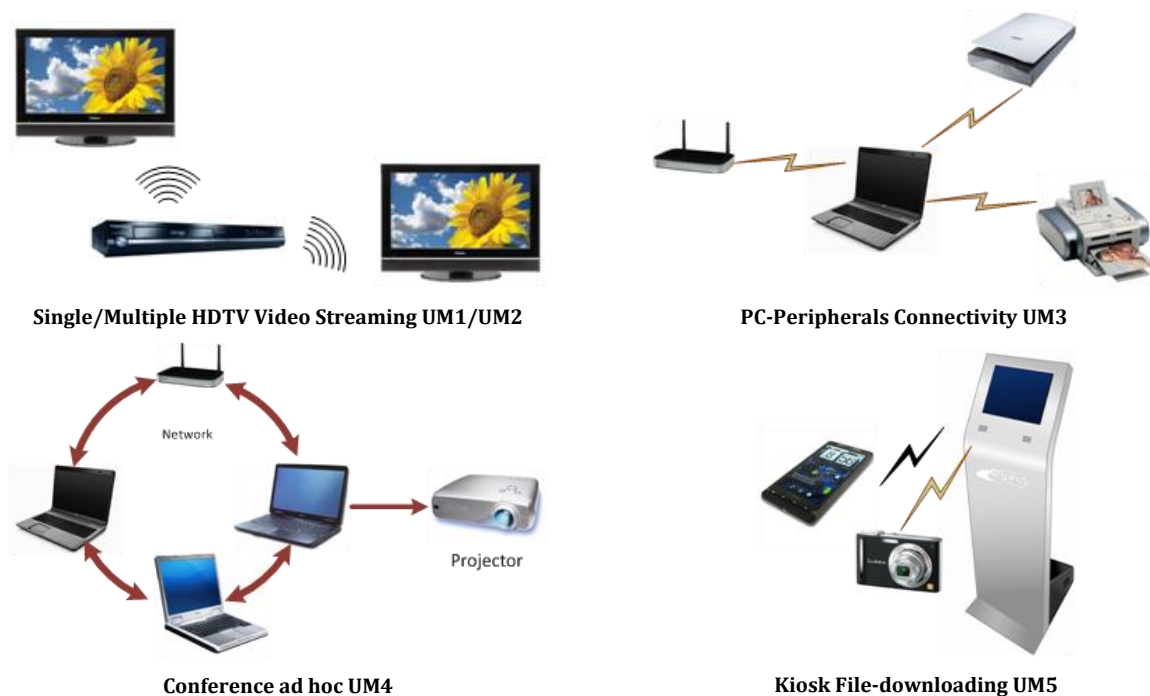 Single/Multiple HDTV Video Streaming UM1/UM2
PC-Peripherals Connectivity UM3
Network
Projector
LUMIX
Conference ad hoc UM4
Kiosk File-downloading UM5